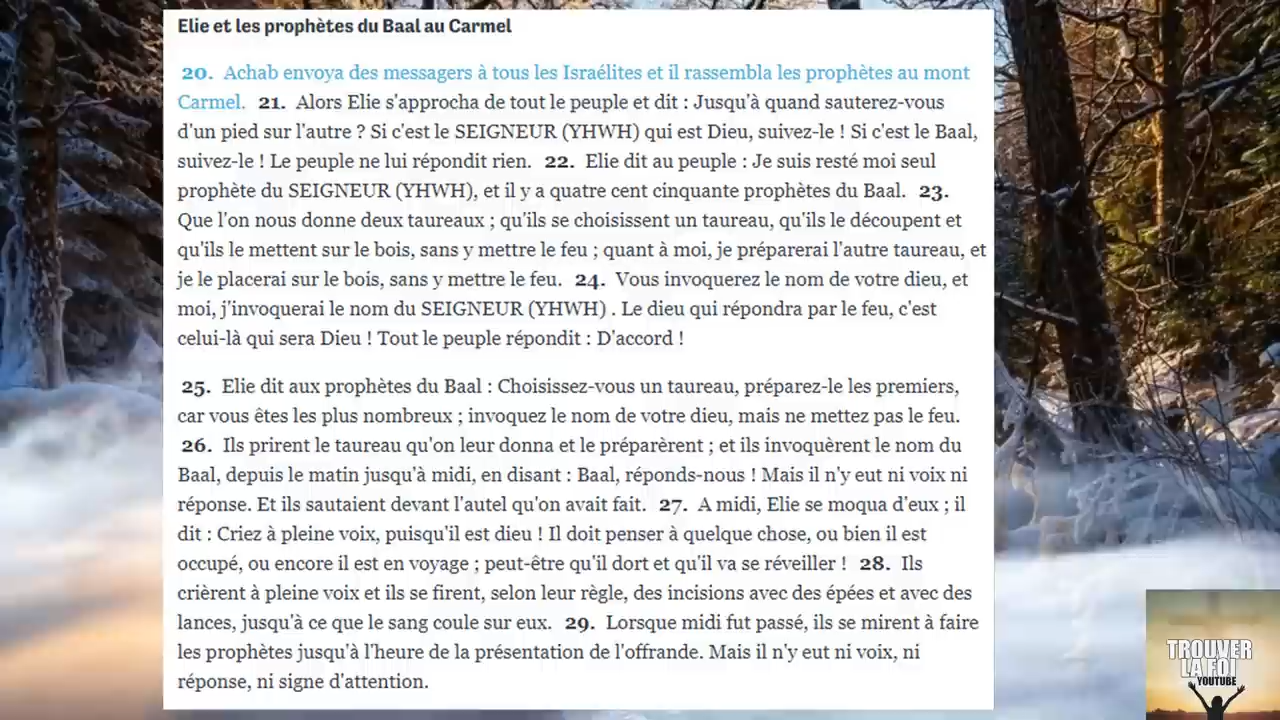 Elie et les prophètes du Baal au Carmel
20. Achab envoya des messagers à tous les Israélites et il rassembla les prophètes au mont
Carmel. 21. Alors Elie s'approcha de tout le peuple et dit : Jusqu'à quand sauterez-vous
d'un pied sur l'autre ? Si c'est le SEIGNEUR (YHWH) qui est Dieu, suivez-le ! Si c'est le Baal,
suivez-le ! Le peuple ne lui répondit rien. 22. Elie dit au peuple : Je suis resté moi seul
prophète du SEIGNEUR (YHWH), et il y a quatre cent cinquante prophètes du Baal. 23.
Que l'on nous donne deux taureaux ; qu'ils se choisissent un taureau, qu'ils le découpent et
qu'ils le mettent sur le bois, sans y mettre le feu ; quant à moi, je préparerai l'autre taureau, et
je le placerai sur le bois, sans y mettre le feu. 24. Vous invoquerez le nom de votre dieu, et
moi, j'invoquerai le nom du SEIGNEUR (YHWH) . Le dieu qui répondra par le feu, c'est
celui-là qui sera Dieu ! Tout le peuple répondit : D'accord !
25. Elie dit aux prophètes du Baal : Choisissez-vous un taureau, préparez-le les premiers,
car vous êtes les plus nombreux ; invoquez le nom de votre dieu, mais ne mettez pas le feu.
26. Ils prirent le taureau qu'on leur donna et le préparèrent ; et ils invoquèrent le nom du
Baal, depuis le matin jusqu'à midi, en disant : Baal, réponds-nous ! Mais il n'y eut ni voix ni
réponse. Et ils sautaient devant l'autel qu'on avait fait. 27. A midi, Elie se moqua d'eux ; il
dit : Criez à pleine voix, puisqu'il est dieu ! Il doit penser à quelque chose, ou bien il est
occupé, ou encore il est en voyage ; peut-être qu'il dort et qu'il va se réveiller ! 28. Ils
crièrent à pleine voix et ils se firent, selon leur règle, des incisions avec des épées et avec des
lances, jusqu'à ce que le sang coule sur eux. 29. Lorsque midi fut passé, ils se mirent à faire
les prophètes jusqu'à l'heure de la présentation de l'offrande. Mais il n'y eut ni voix, ni
réponse, ni signe d'attention.
TROUVER
LA FOI
YOUTUBE